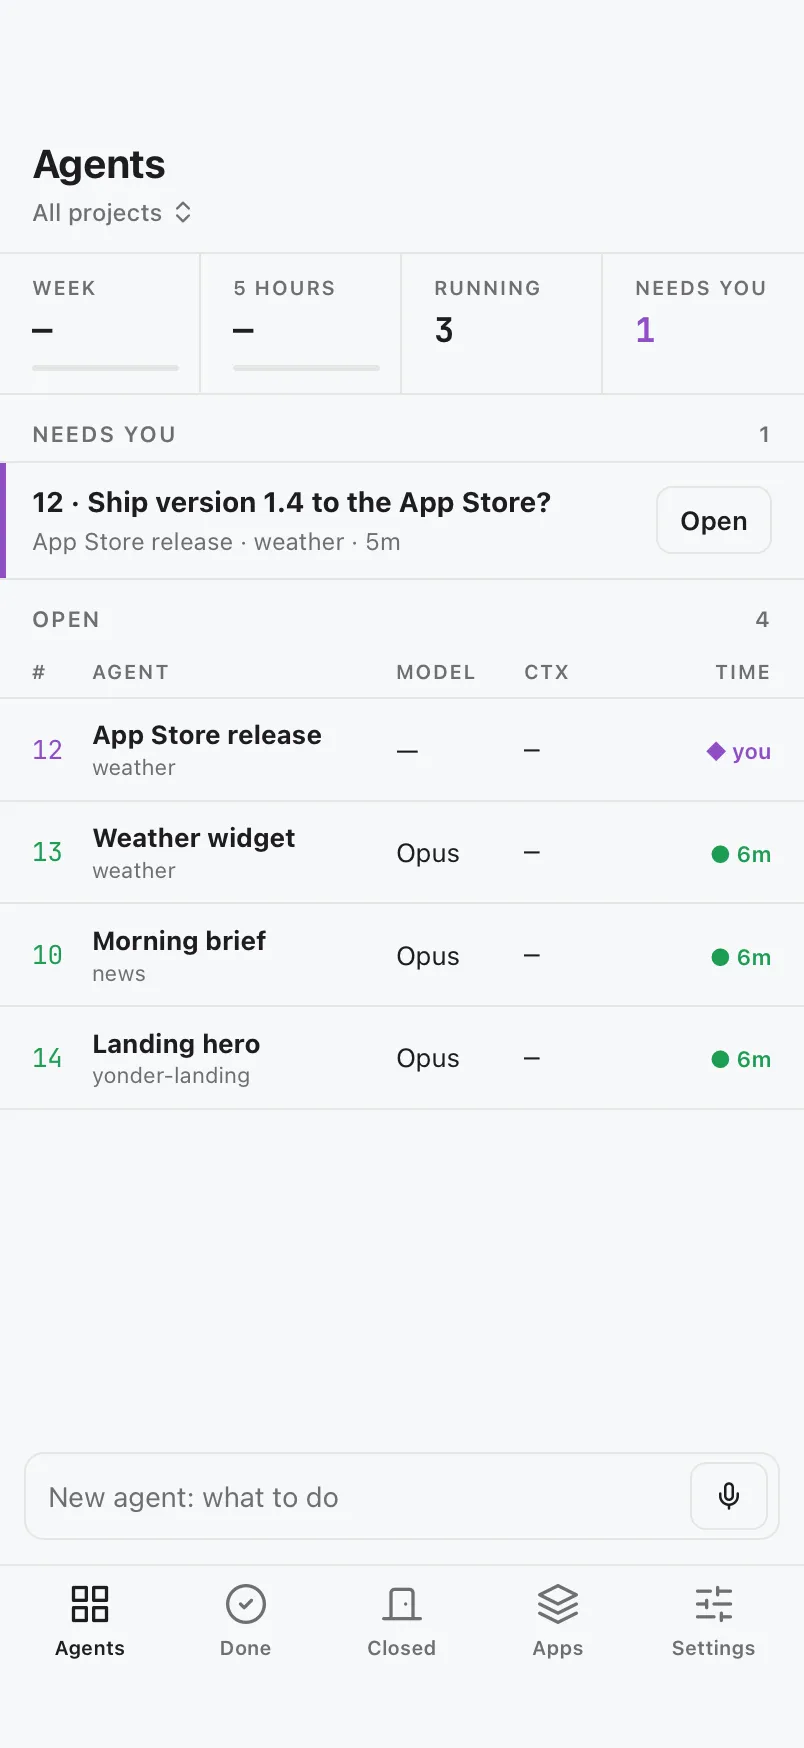 Agents
All projects
WEEK
–
5 HOURS
–
RUNNING
3
NEEDS YOU
1
NEEDS YOU 1
12 · Ship version 1.4 to the App Store?
App Store release · weather · 5m
Open
OPEN 4
# AGENT MODEL CTX TIME
12 App Store release — – you
weather
13 Weather widget Opus – 6m
weather
10 Morning brief Opus – 6m
news
14 Landing hero Opus – 6m
yonder-landing
New agent: what to do
Agents Done Closed Apps Settings